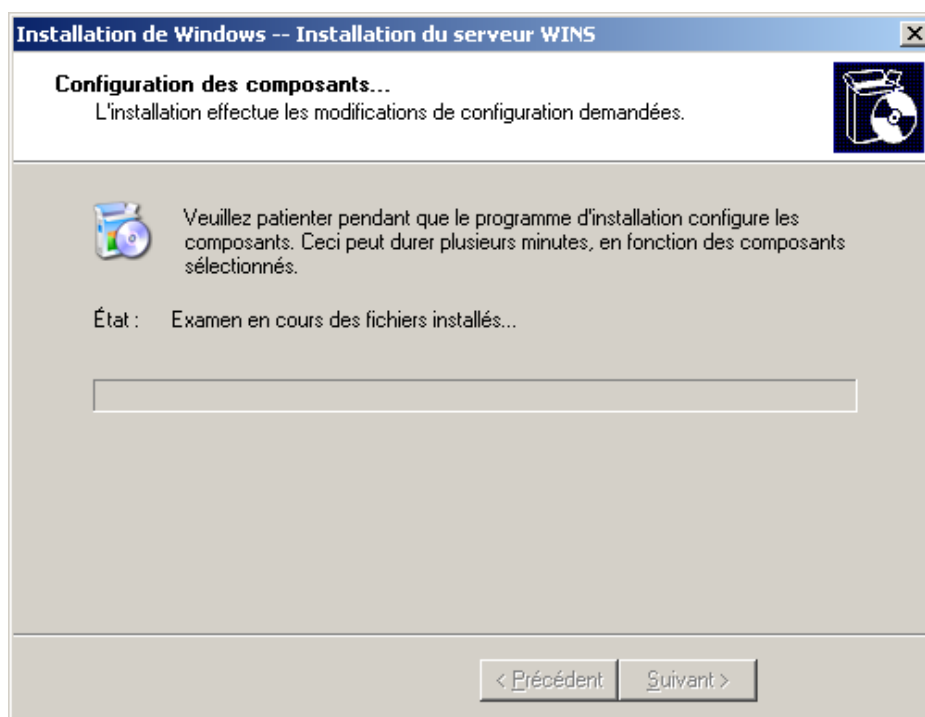 Installation de Windows -- Installation du serveur WINS
Configuration des composants...
L'installation effectue les modifications de configuration demandées.
Veuillez patienter pendant que le programme d'installation configure les
composants. Ceci peut durer plusieurs minutes, en fonction des composants
sélectionnés.
État : Examen en cours des fichiers installés...
< Précédent Suivant >